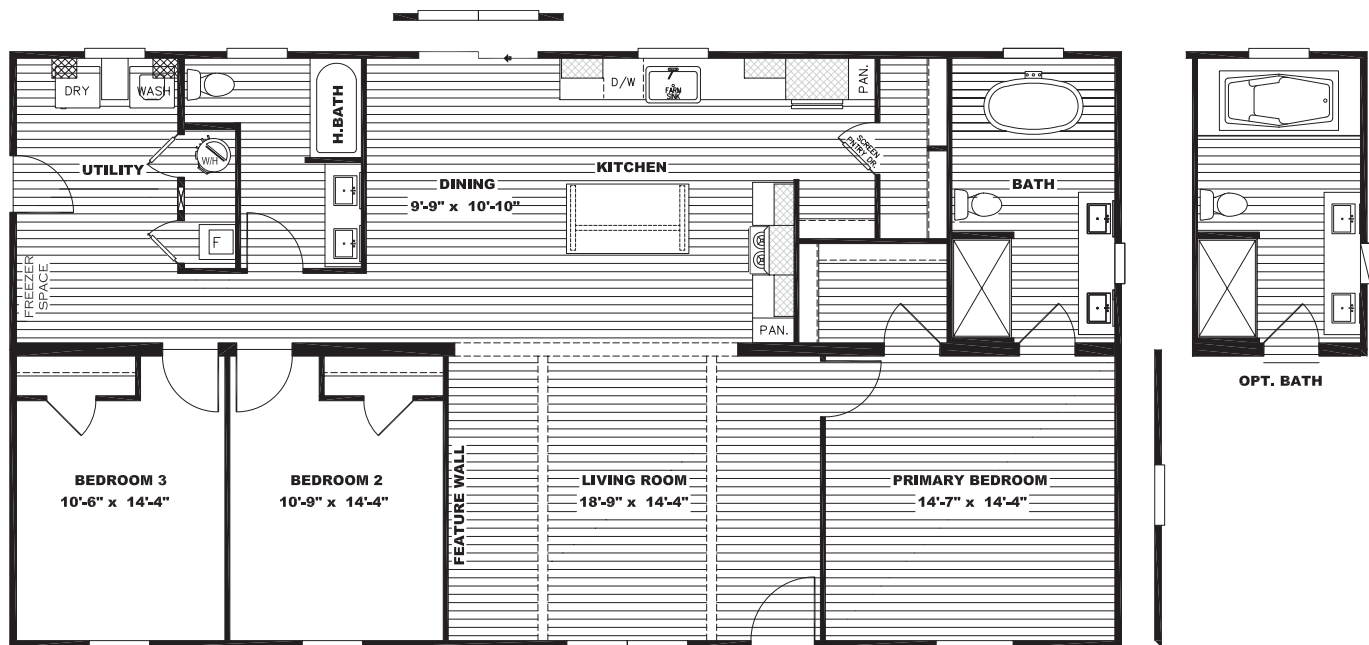 DRY
WASH
H.BATH
D/W
FARM
SINK
PAN.
W/H
UTILITY
SCREEN
PNTRY DR.
KITCHEN
DINING
9'-9" x 10'-10"
BATH
F
FREEZER
SPACE
PAN.
OPT. BATH
BEDROOM 3
10'-6" x 14'-4"
BEDROOM 2
10'-9" x 14'-4"
FEATURE WALL
LIVING ROOM
18'-9" x 14'-4"
PRIMARY BEDROOM
14'-7" x 14'-4"